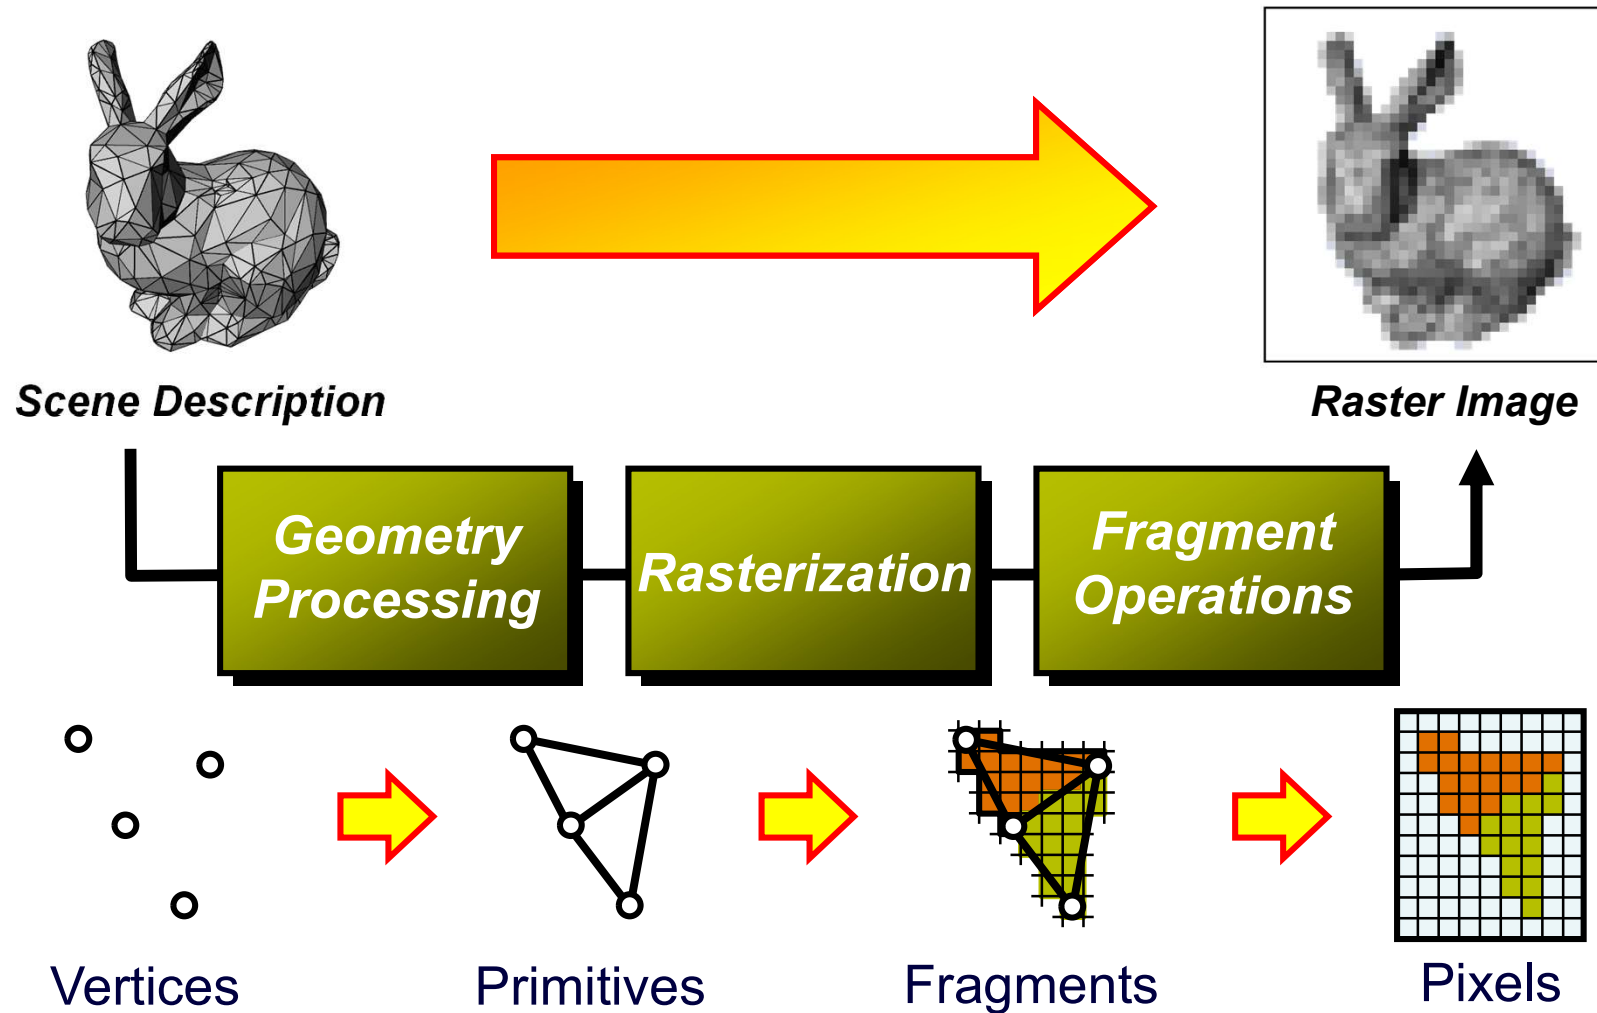 Scene Description
Raster Image
Geometry
Processing
Rasterization
Fragment
Operations
Vertices
Primitives
Fragments
Pixels